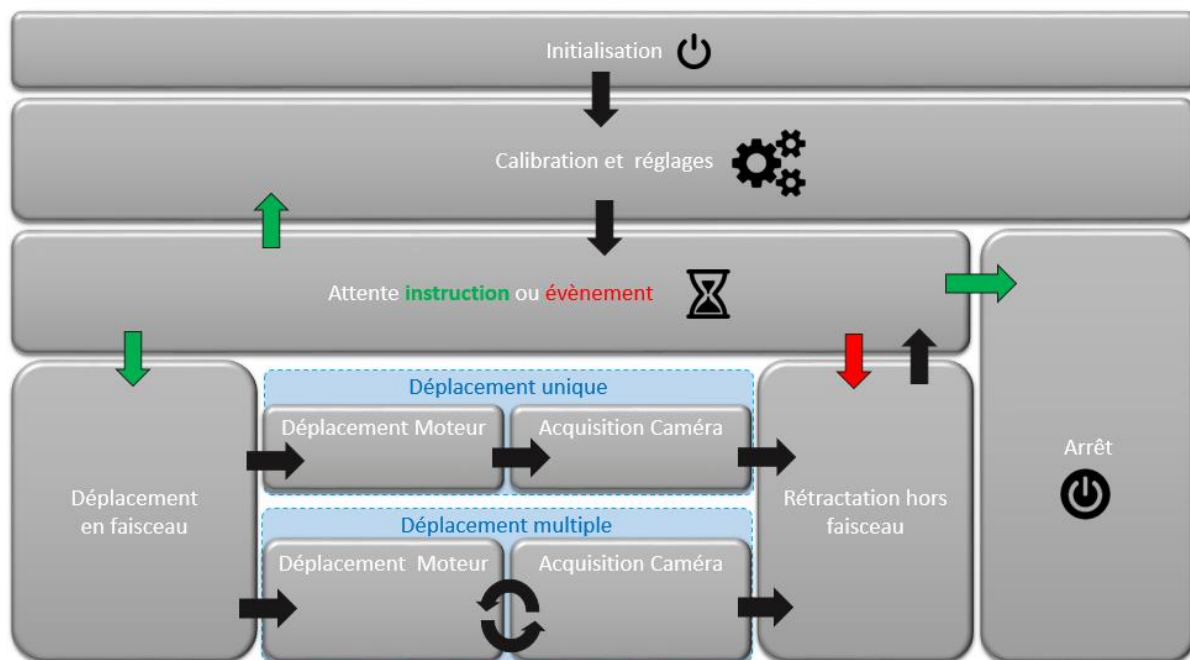 Initialisation
Calibration et réglages
Attente instruction ou évènement
Déplacement unique
Déplacement Moteur
Acquisition Caméra
Déplacement
en faisceau
Rétractation hors
faisceau
Arrêt
Déplacement multiple
Déplacement Moteur
Acquisition Caméra